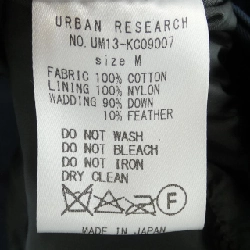 URBAN RESEARCH
NO. UM13-KC09007
size M
FABRIC 100% COTTON
LINING 100% NYLON
WADDING 90% DOWN
10% FEATHER
DO NOT WASH
DO NOT BLEACH
DO NOT IRON
DRY CLEAN
F
MADE IN JAPAN